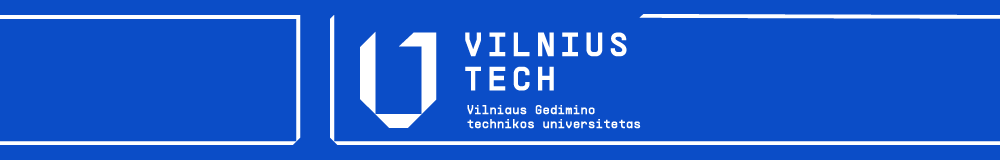 VILNIUS
TECH
Vilniaus Gedimino
technikos universitetas